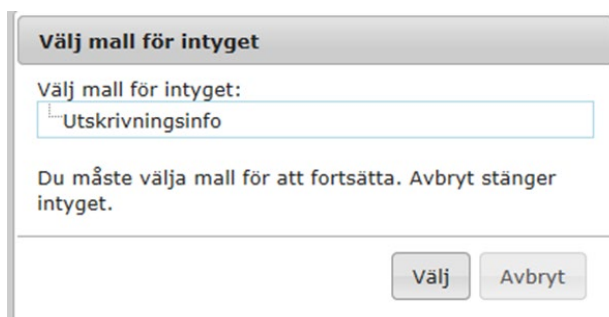 Välj mall för intyget
Välj mall för intyget:
Utskrivningsinfo
Du måste välja mall för att fortsätta. Avbryt stänger
intyget.
Välj
Avbryt